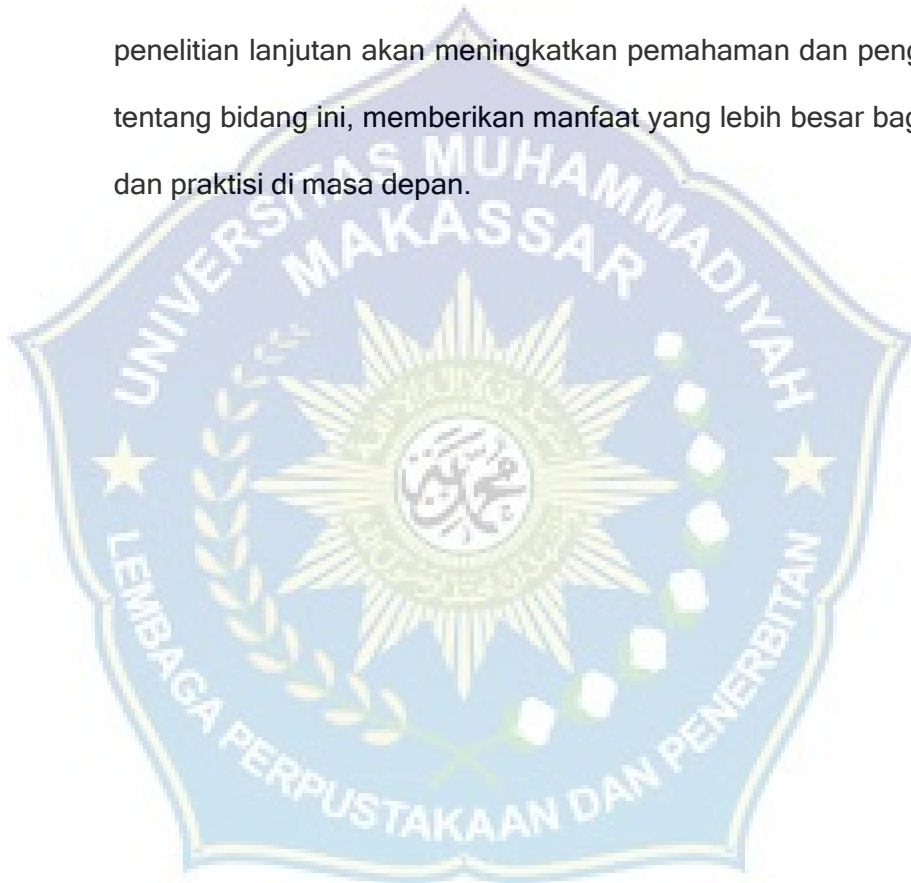 penelitian lanjutan akan meningkatkan pemahaman dan peng
tentang bidang ini, memberikan manfaat yang lebih besar bag
dan praktisi di masa depan.
UNIVERSITAS MUHAMMADIYAH
MAKASSAR
LEMBAGA PERPUSTAKAAN DAN PENERBITAN